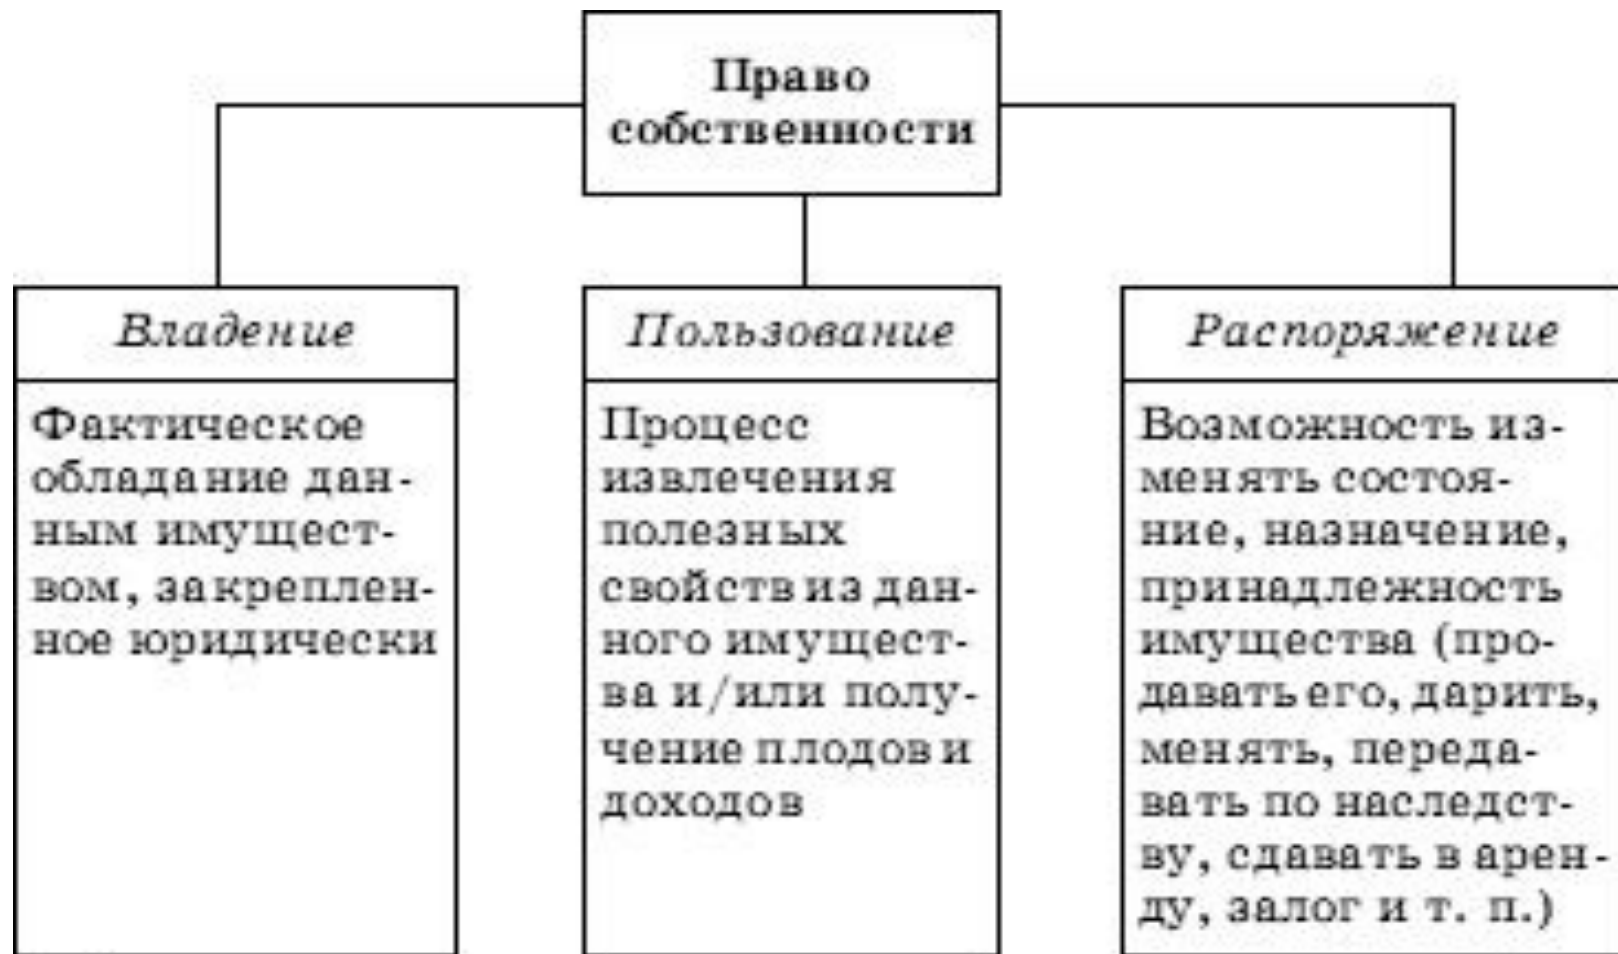 Право
собственности
Владение
Фактическое
обладание дан-
ным имущест-
вом, закреплен-
ное юридически
Пользование
Процесс
извлечения
полезных
свойств из дан-
ного имущест-
ва и/или полу-
чение плодов и
доходов
Распоряжение
Возможность из-
менять состоя-
ние, назначение,
принадлежность
имущества (про-
давать его, дарить,
менять, переда-
вать по наследст-
ву, сдавать в арен-
ду, залог и т. п.)